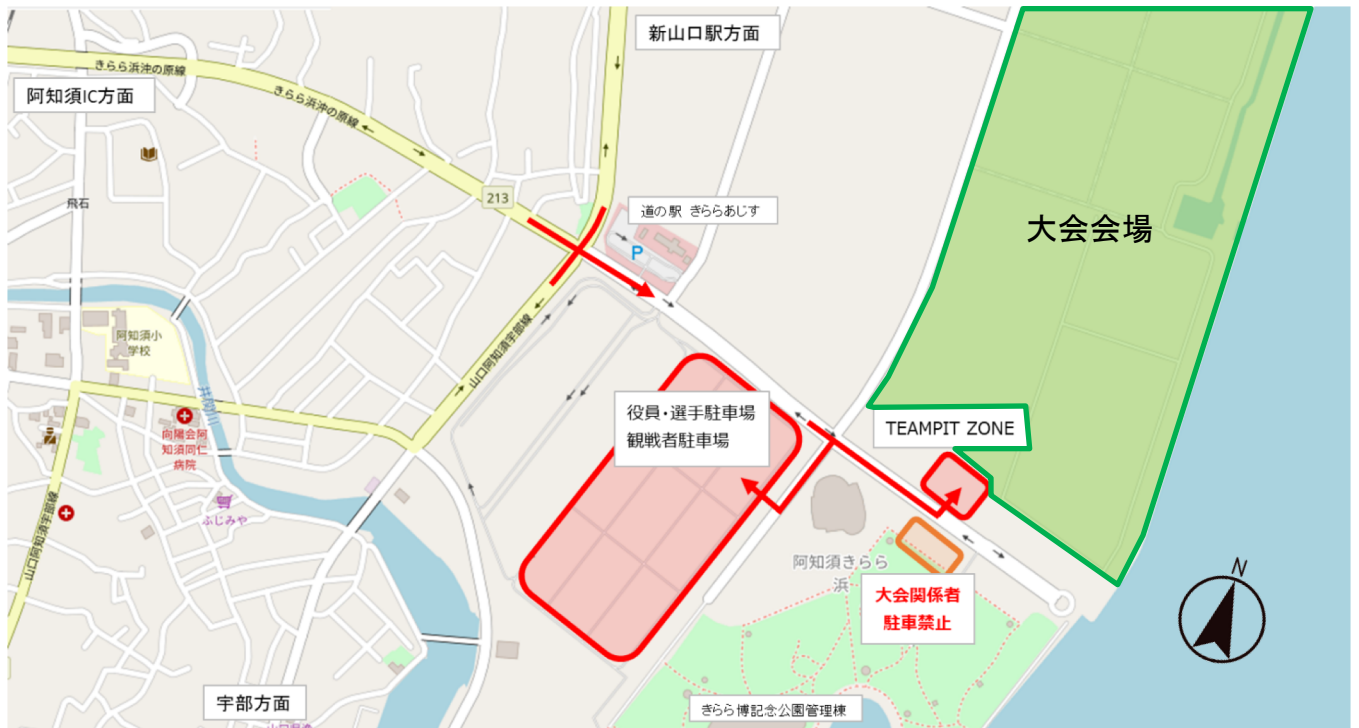 新山口駅方面
きらら浜沖の原線
阿知須IC方面
きらら浜沖の原線
大会会場
213
飛石
道の駅 きららあじす
P
阿知須小
学校
山口阿知須宇部線
井関川
役員・選手駐車場
観戦者駐車場
TEAMPIT ZONE
向陽会阿
知須同仁
病院
ふじみや
山口阿知須宇部線
阿知須きらら
浜
大会関係者
駐車禁止
N
宇部方面
きらら博記念公園管理棟